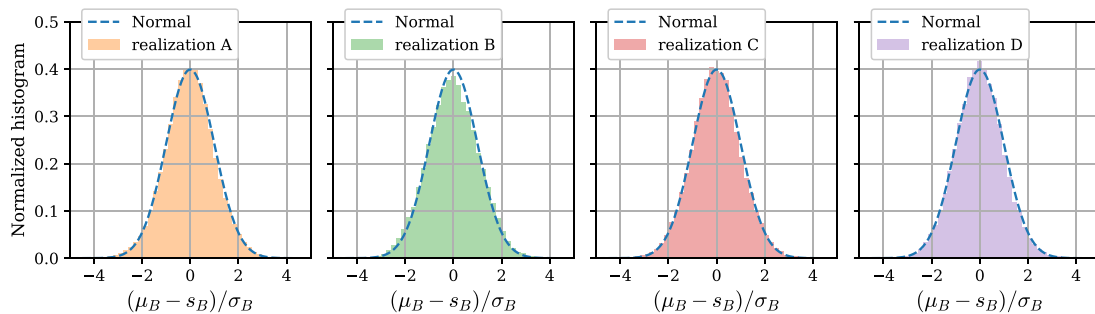 Normal
realization A
Normal
realization B
Normal
realization C
Normal
realization D
Normalized histogram
0.5
0.4
0.3
0.2
0.1
0.0
−4 −2 0 2 4
−4 −2 0 2 4
−4 −2 0 2 4
−4 −2 0 2 4
(μ_B − s_B)/σ_B
(μ_B − s_B)/σ_B
(μ_B − s_B)/σ_B
(μ_B − s_B)/σ_B